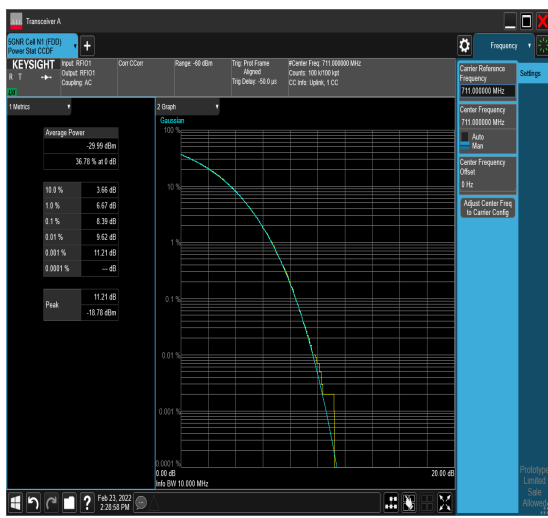 Transceiver A
5GNR Cell N1 (FDD)
Power Stat CCDF
Frequency
KEYSIGHT
R T
Input: RFIO1
Output: RFIO1
Coupling: AC
Corr CCorr
Range: -60 dBm
Trig: Prot Frame
Aligned
Trig Delay: -50.0 µs
#Center Freq: 711.000000 MHz
Counts: 100 k/100 kpt
CC Info: Uplink, 1 CC
1 Metrics
Average Power
-29.99 dBm
36.78 % at 0 dB
10.0 % 3.66 dB
1.0 % 6.67 dB
0.1 % 8.39 dB
0.01 % 9.62 dB
0.001 % 11.21 dB
0.0001 % --- dB
Peak
11.21 dB
-18.78 dBm
2 Graph
Gaussian
100 %
10 %
1 %
0.1 %
0.01 %
0.001 %
0.0001 %
0.00 dB
20.00 dB
Info BW 10.000 MHz
Carrier Reference
Frequency
711.000000 MHz
Center Frequency
711.000000 MHz
Auto
Man
Center Frequency
Offset
0 Hz
Adjust Center Freq
to Carrier Config
Settings
Prototype
Limited
Sale
Allowed
Feb 23, 2022
2:28:58 PM